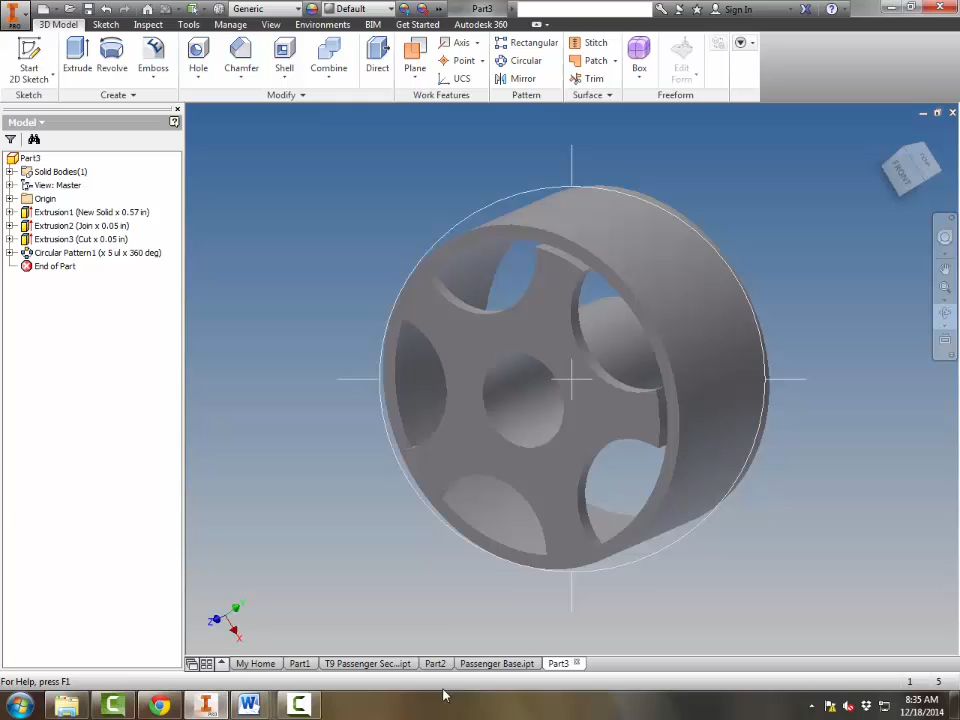 PRO
Generic
Default
Part3
Sign In
3D Model
Sketch
Inspect
Tools
Manage
View
Environments
BIM
Get Started
Autodesk 360
Start
2D Sketch
Extrude
Revolve
Emboss
Hole
Chamfer
Shell
Combine
Direct
Plane
Axis
Point
UCS
Rectangular
Circular
Mirror
Stitch
Patch
Trim
Box
Edit
Form
Sketch
Create
Modify
Work Features
Pattern
Surface
Freeform
Model
Part3
Solid Bodies(1)
View: Master
Origin
Extrusion1 (New Solid x 0.57 in)
Extrusion2 (Join x 0.05 in)
Extrusion3 (Cut x 0.05 in)
Circular Pattern1 (x 5 ul x 360 deg)
End of Part
FRONT
Z
Y
X
My Home
Part1
T9 Passenger Sec...ipt
Part2
Passenger Base.ipt
Part3
For Help, press F1
1
5
PRO
8:35 AM
12/18/2014